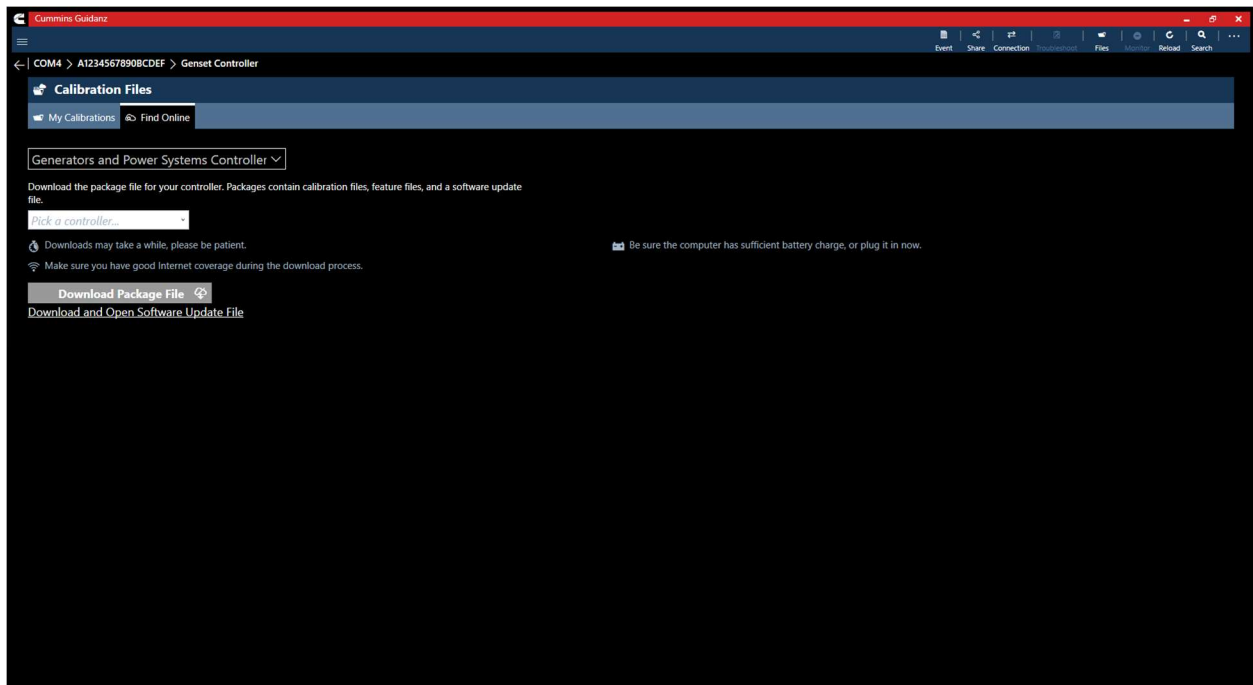 Cummins Guidanz
Event Share Connection Troubleshoot Files Monitor Reload Search
COM4 > A1234567890BCDEF > Genset Controller
Calibration Files
My Calibrations Find Online
Generators and Power Systems Controller
Download the package file for your controller. Packages contain calibration files, feature files, and a software update
file.
Pick a controller...
Downloads may take a while, please be patient. Be sure the computer has sufficient battery charge, or plug it in now.
Make sure you have good Internet coverage during the download process.
Download Package File
Download and Open Software Update File